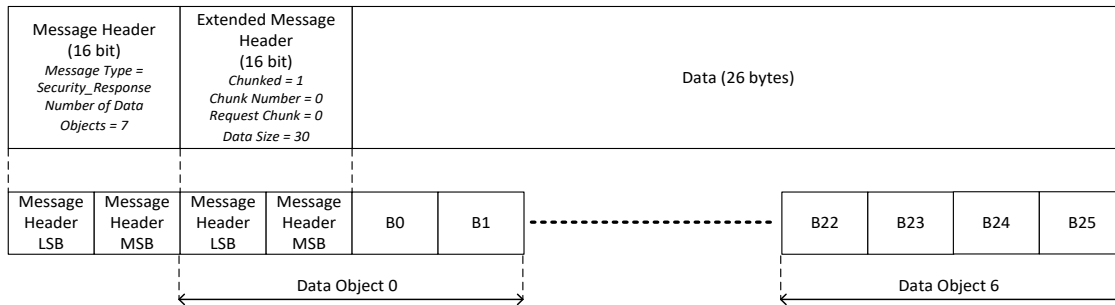 Message Header
(16 bit)
Message Type =
Security_Response
Number of Data
Objects = 7
Extended Message
Header
(16 bit)
Chunked = 1
Chunk Number = 0
Request Chunk = 0
Data Size = 30
Data (26 bytes)
Message
Header
LSB
Message
Header
MSB
Message
Header
LSB
Message
Header
MSB
B0
B1
B22
B23
B24
B25
Data Object 0
Data Object 6